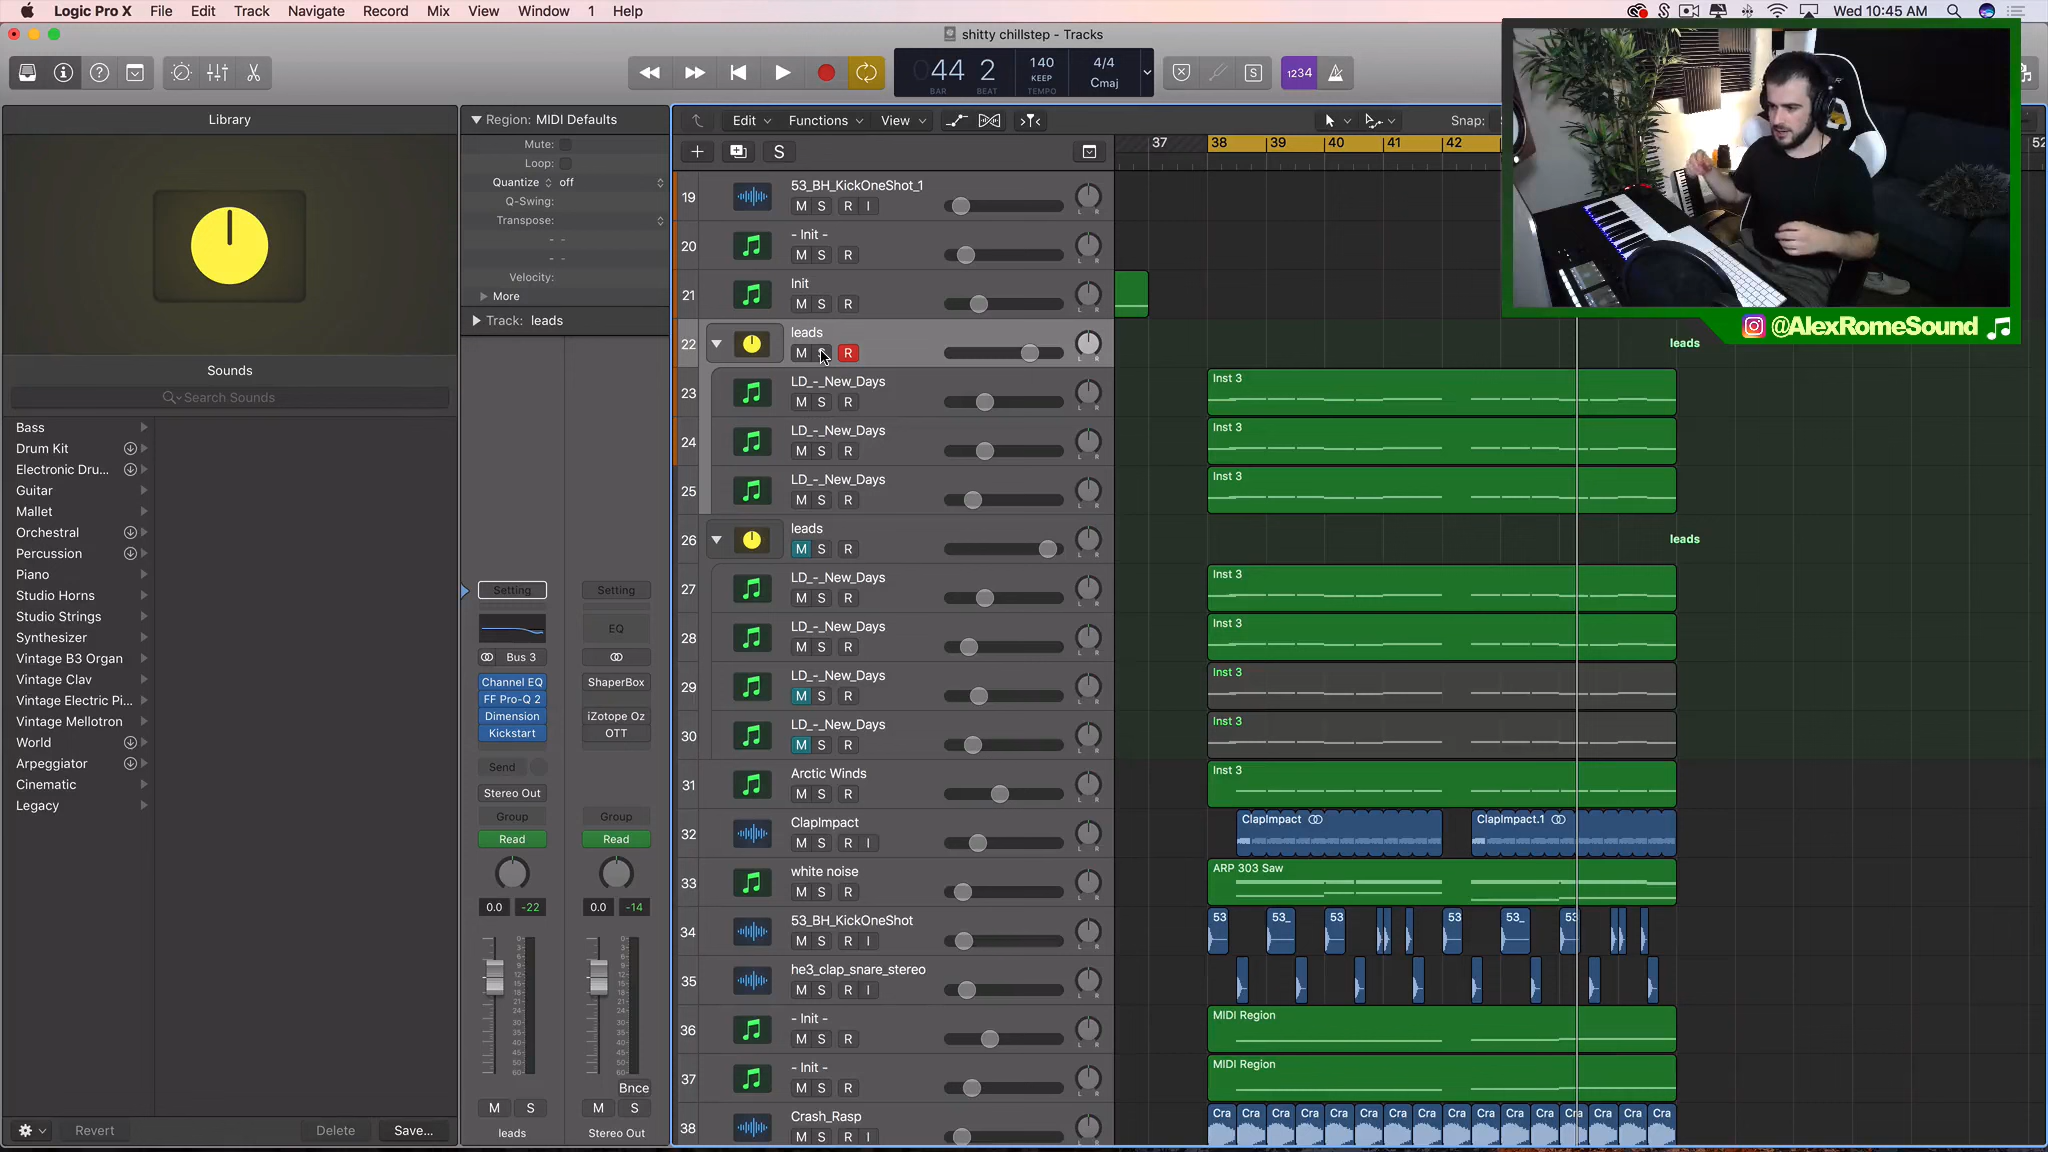 Logic Pro X File Edit Track Navigate Record Mix View Window 1 Help
Wed 10:45 AM
shitty chillstep - Tracks
44 2 140 4/4
KEEP Cmaj
BAR BEAT TEMPO
S 1234
Library
Region: MIDI Defaults
Edit Functions View Snap:
Mute:
Loop:
Quantize off
Q-Swing:
Transpose:
Velocity:
More
Track: leads
S
37 38 39 40 41 42 52
Sounds
Search Sounds
Bass
Drum Kit
Electronic Dru...
Guitar
Mallet
Orchestral
Percussion
Piano
Studio Horns
Studio Strings
Synthesizer
Vintage B3 Organ
Vintage Clav
Vintage Electric Pi...
Vintage Mellotron
World
Arpeggiator
Cinematic
Legacy
Revert Delete Save...
Setting Setting
EQ
Bus 3
Channel EQ ShaperBox
FF Pro-Q 2
Dimension iZotope Oz
Kickstart OTT
Send
Stereo Out
Group Group
Read Read
0.0 -22 0.0 -14
Bnce
M S M S
leads Stereo Out
19 53_BH_KickOneShot_1
M S R I
20 - Init -
M S R
21 Init
M S R
22 leads
M S R
leads
23 LD_-_New_Days
M S R
Inst 3
24 LD_-_New_Days
M S R
Inst 3
25 LD_-_New_Days
M S R
Inst 3
26 leads
M S R
leads
27 LD_-_New_Days
M S R
Inst 3
28 LD_-_New_Days
M S R
Inst 3
29 LD_-_New_Days
M S R
Inst 3
30 LD_-_New_Days
M S R
Inst 3
31 Arctic Winds
M S R
Inst 3
32 ClapImpact
M S R I
ClapImpact ClapImpact.1
33 white noise
M S R
ARP 303 Saw
34 53_BH_KickOneShot
M S R I
53 53_ 53 53 53_ 53
35 he3_clap_snare_stereo
M S R I
36 - Init -
M S R
MIDI Region
37 - Init -
M S R
MIDI Region
38 Crash_Rasp
M S R I
Cra Cra Cra Cra Cra Cra Cra Cra Cra Cra Cra Cra Cra Cra Cra Cra
@AlexRomeSound